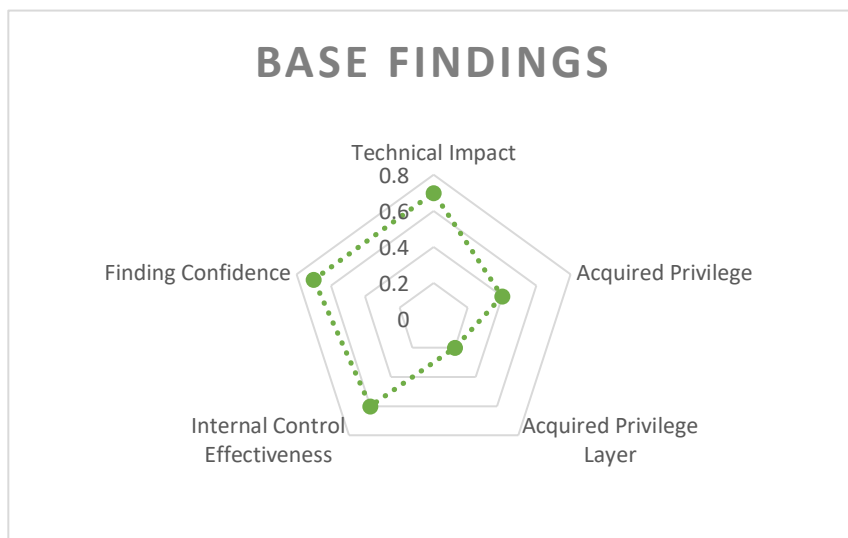 BASE FINDINGS
Technical Impact
0.8
0.6
0.4
0.2
0
Finding Confidence
Acquired Privilege
Internal Control
Effectiveness
Acquired Privilege
Layer